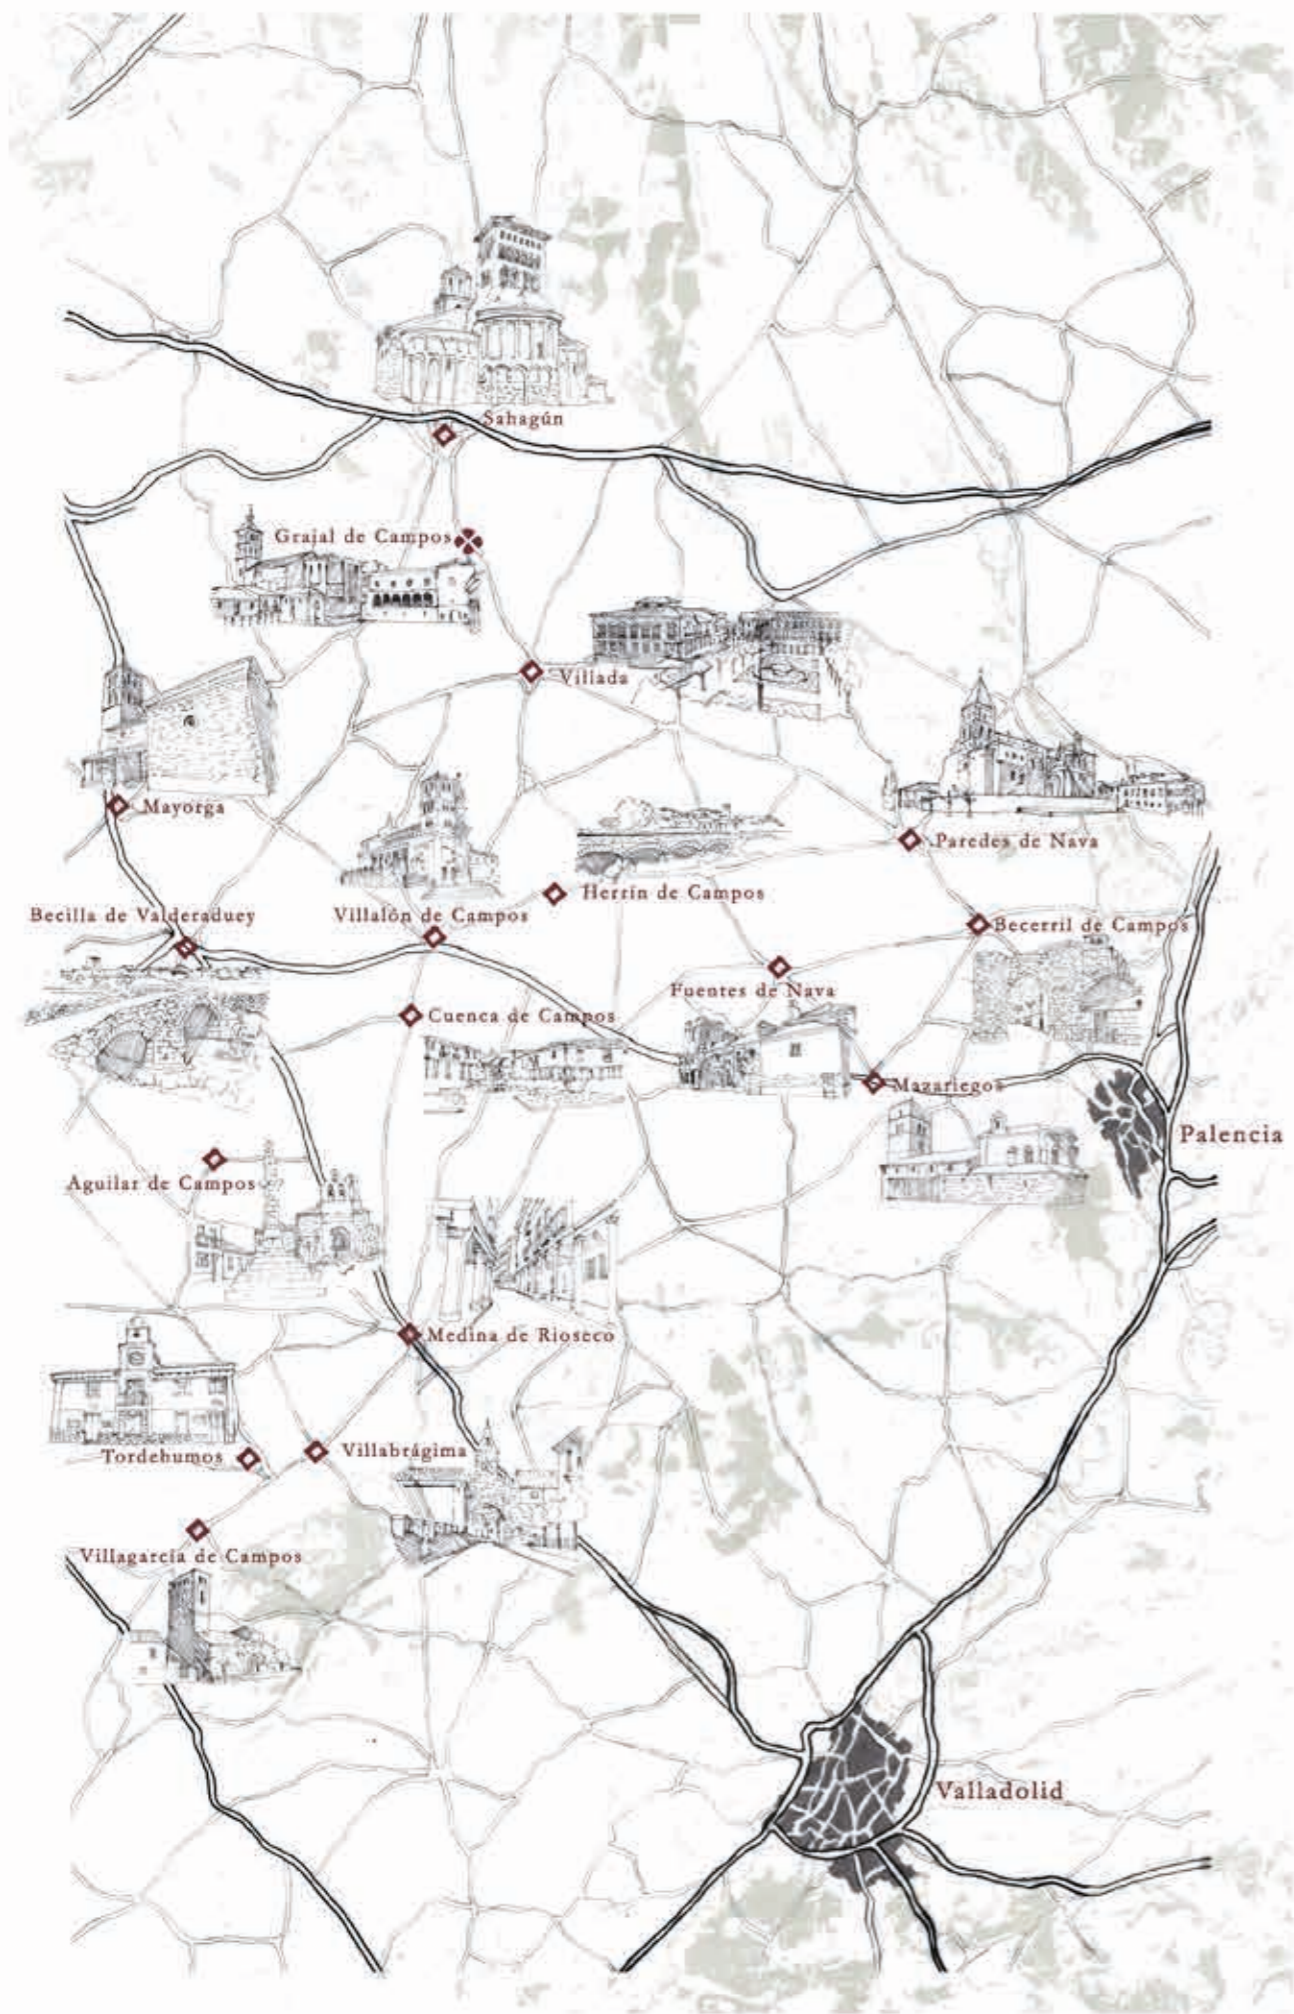 Sahagún
Grajal de Campos
Villada
Mayorga
Paredes de Nava
Herrín de Campos
Becilla de Valderaduey
Villalón de Campos
Becerril de Campos
Fuentes de Nava
Cuenca de Campos
Mazariegos
Palencia
Aguilar de Campos
Medina de Rioseco
Tordehumos
Villabrágima
Villagarcía de Campos
Valladolid